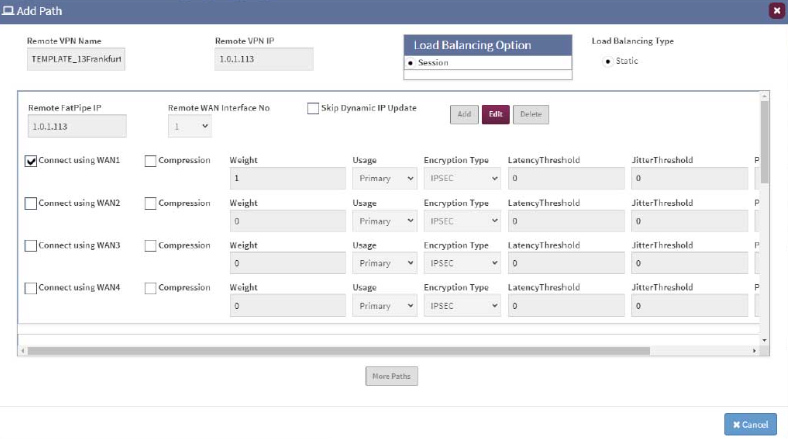 Add Path
Remote VPN Name
Remote VPN IP
Load Balancing Option
Load Balancing Type
TEMPLATE_13Frankfurt
1.0.1.113
Session
Static
Remote FatPipe IP
Remote WAN Interface No
Skip Dynamic IP Update
Add
Edit
Delete
1.0.1.113
1
Connect using WAN1 Compression Weight Usage Encryption Type LatencyThreshold JitterThreshold P
1 Primary IPSEC 0 0
Connect using WAN2 Compression Weight Usage Encryption Type LatencyThreshold JitterThreshold P
0 Primary IPSEC 0 0
Connect using WAN3 Compression Weight Usage Encryption Type LatencyThreshold JitterThreshold P
0 Primary IPSEC 0 0
Connect using WAN4 Compression Weight Usage Encryption Type LatencyThreshold JitterThreshold P
0 Primary IPSEC 0 0
More Paths
Cancel